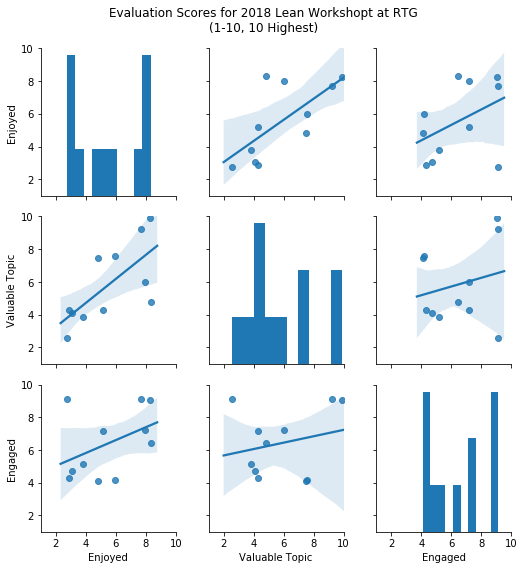 Evaluation Scores for 2018 Lean Workshopt at RTG
(1-10, 10 Highest)
10
8
6
4
2
Enjoyed
10
8
6
4
2
Valuable Topic
10
8
6
4
2
Engaged
2 4 6 8 10
Enjoyed
2 4 6 8 10
Valuable Topic
2 4 6 8 10
Engaged